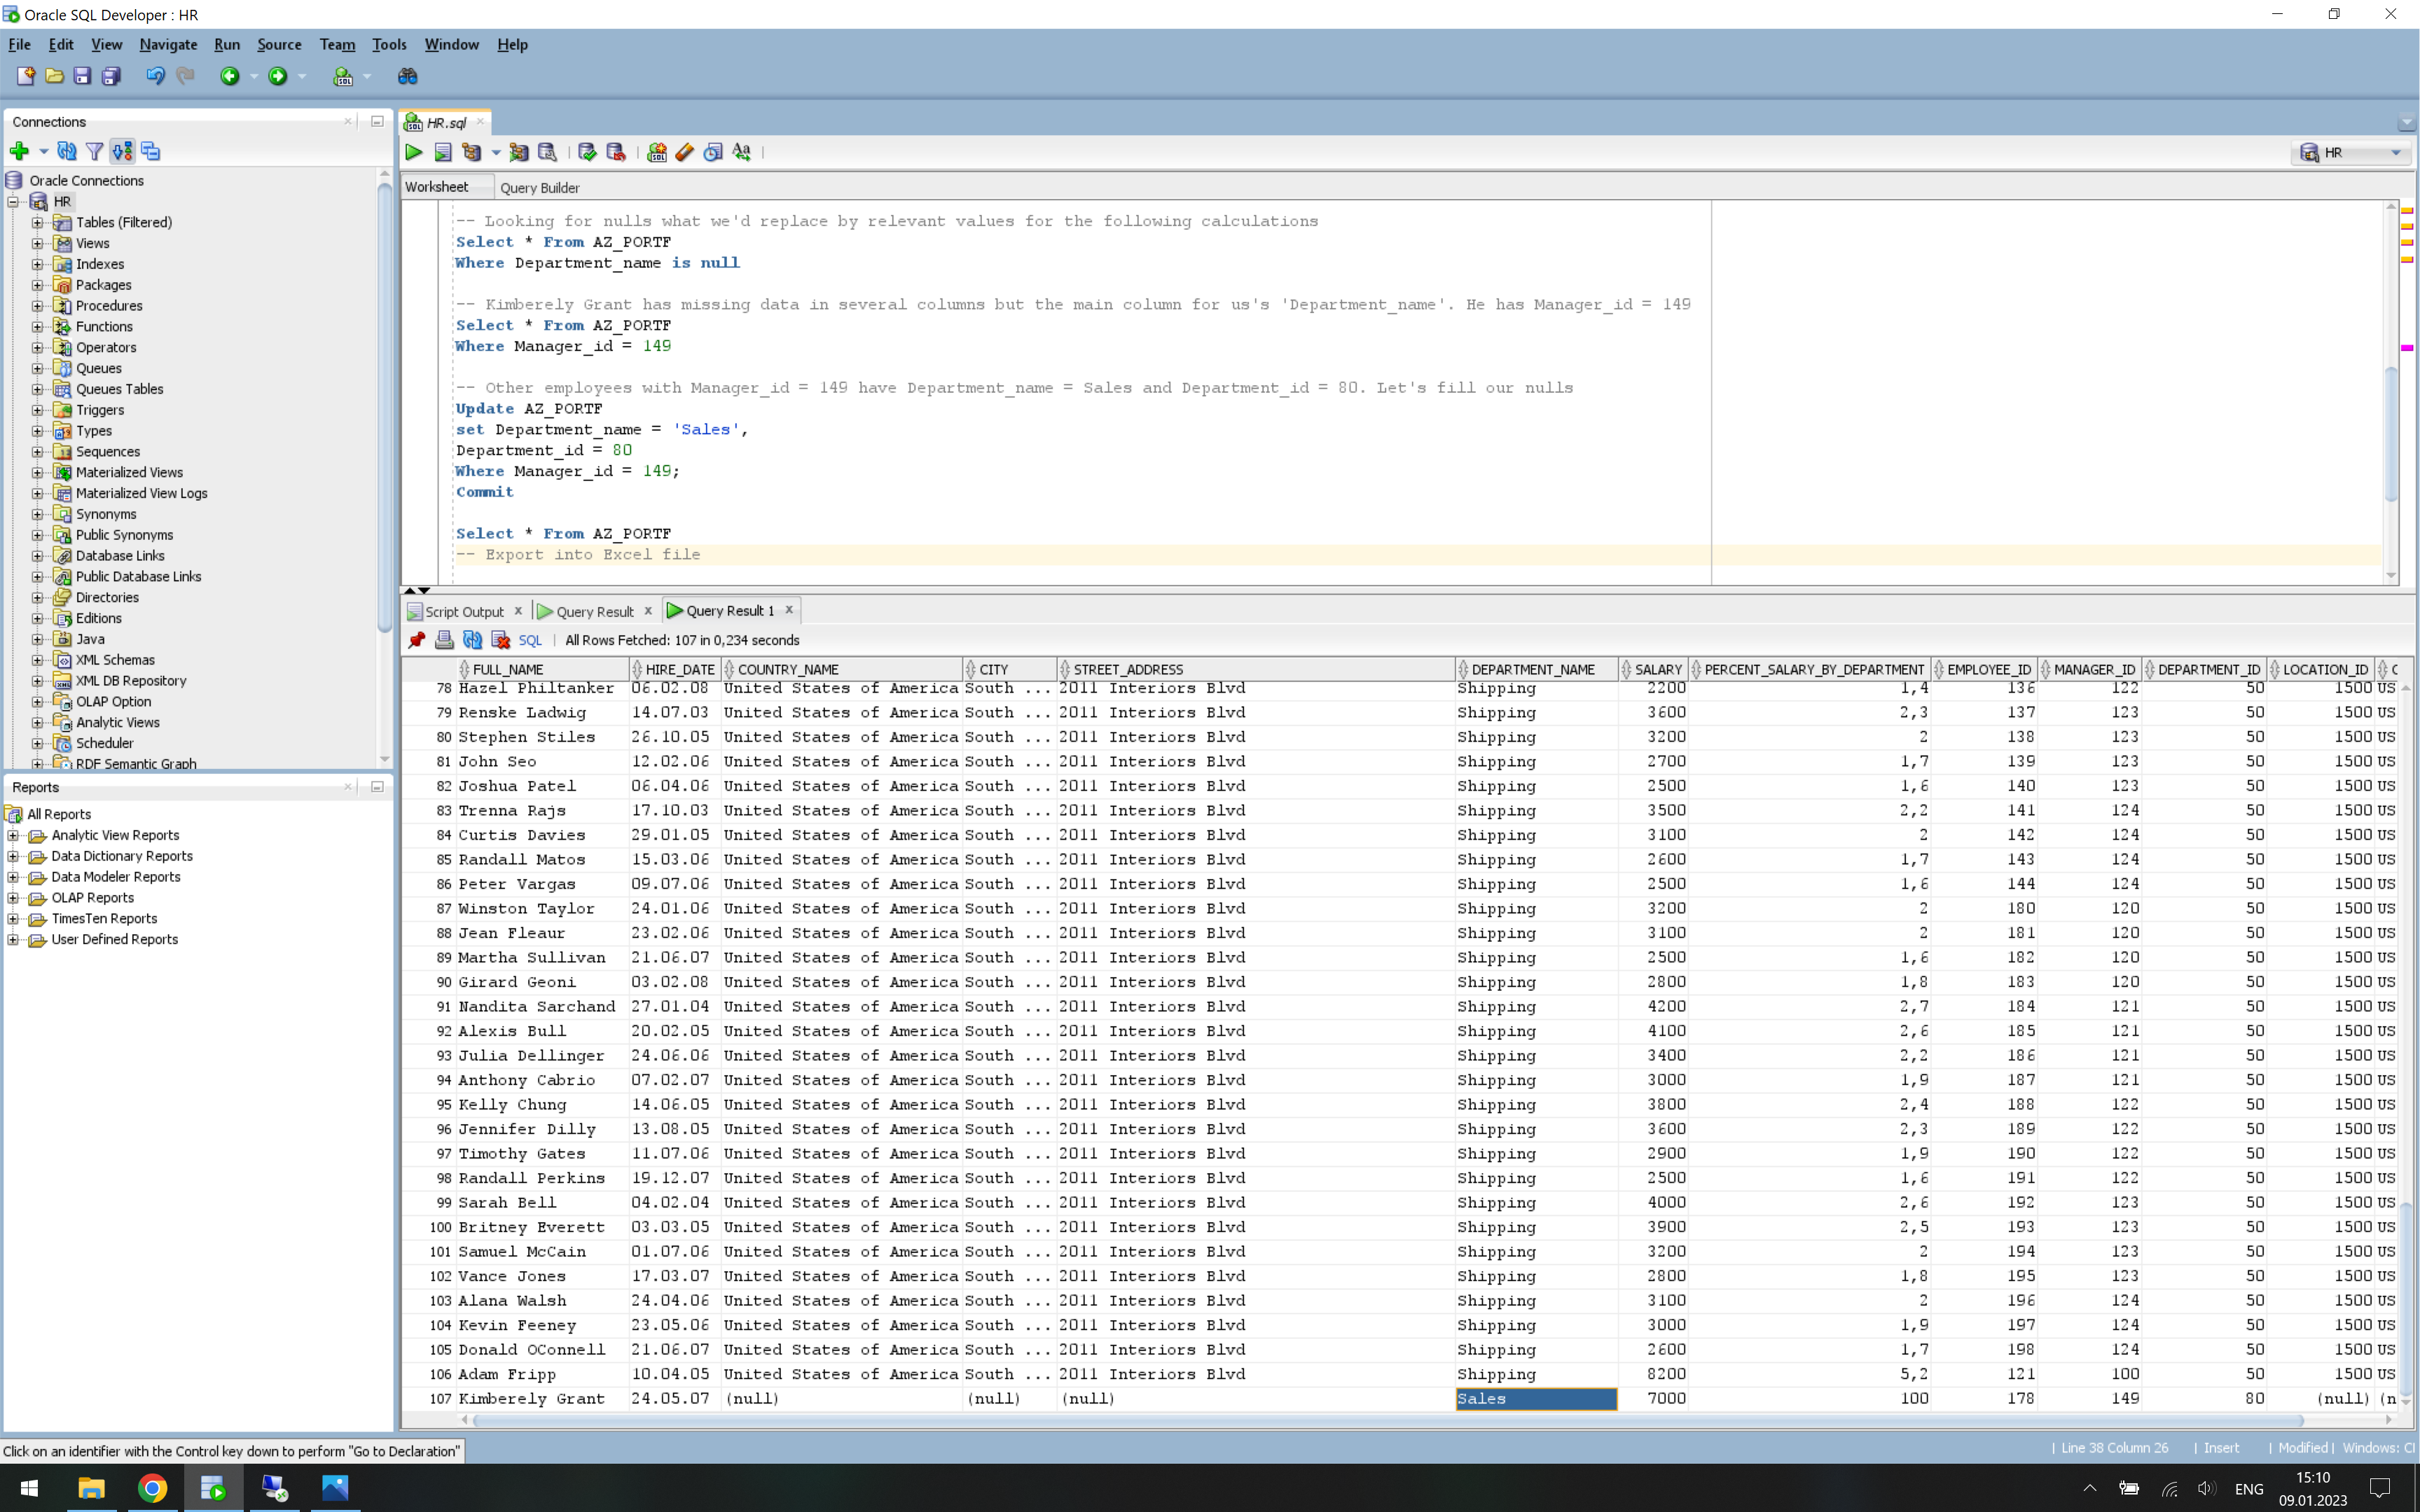 Oracle SQL Developer : HR
File Edit View Navigate Run Source Team Tools Window Help
Connections
Oracle Connections
HR
Tables (Filtered)
Views
Indexes
Packages
Procedures
Functions
Operators
Queues
Queues Tables
Triggers
Types
Sequences
Materialized Views
Materialized View Logs
Synonyms
Public Synonyms
Database Links
Public Database Links
Directories
Editions
Java
XML Schemas
XML DB Repository
OLAP Option
Analytic Views
Scheduler
RDF Semantic Graph
Reports
All Reports
Analytic View Reports
Data Dictionary Reports
Data Modeler Reports
OLAP Reports
TimesTen Reports
User Defined Reports
HR.sql
HR
Worksheet Query Builder
-- Looking for nulls what we'd replace by relevant values for the following calculations
Select * From AZ_PORTF
Where Department_name is null
-- Kimberely Grant has missing data in several columns but the main column for us's 'Department_name'. He has Manager_id = 149
Select * From AZ_PORTF
Where Manager_id = 149
-- Other employees with Manager_id = 149 have Department_name = Sales and Department_id = 80. Let's fill our nulls
Update AZ_PORTF
set Department_name = 'Sales',
Department_id = 80
Where Manager_id = 149;
Commit
Select * From AZ_PORTF
-- Export into Excel file
Script Output Query Result Query Result 1
SQL All Rows Fetched: 107 in 0,234 seconds
FULL_NAME HIRE_DATE COUNTRY_NAME CITY STREET_ADDRESS DEPARTMENT_NAME SALARY PERCENT_SALARY_BY_DEPARTMENT EMPLOYEE_ID MANAGER_ID DEPARTMENT_ID LOCATION_ID C
78 Hazel Philtanker 06.02.08 United States of America South ... 2011 Interiors Blvd Shipping 2200 1,4 136 122 50 1500 US
79 Renske Ladwig 14.07.03 United States of America South ... 2011 Interiors Blvd Shipping 3600 2,3 137 123 50 1500 US
80 Stephen Stiles 26.10.05 United States of America South ... 2011 Interiors Blvd Shipping 3200 2 138 123 50 1500 US
81 John Seo 12.02.06 United States of America South ... 2011 Interiors Blvd Shipping 2700 1,7 139 123 50 1500 US
82 Joshua Patel 06.04.06 United States of America South ... 2011 Interiors Blvd Shipping 2500 1,6 140 123 50 1500 US
83 Trenna Rajs 17.10.03 United States of America South ... 2011 Interiors Blvd Shipping 3500 2,2 141 124 50 1500 US
84 Curtis Davies 29.01.05 United States of America South ... 2011 Interiors Blvd Shipping 3100 2 142 124 50 1500 US
85 Randall Matos 15.03.06 United States of America South ... 2011 Interiors Blvd Shipping 2600 1,7 143 124 50 1500 US
86 Peter Vargas 09.07.06 United States of America South ... 2011 Interiors Blvd Shipping 2500 1,6 144 124 50 1500 US
87 Winston Taylor 24.01.06 United States of America South ... 2011 Interiors Blvd Shipping 3200 2 180 120 50 1500 US
88 Jean Fleaur 23.02.06 United States of America South ... 2011 Interiors Blvd Shipping 3100 2 181 120 50 1500 US
89 Martha Sullivan 21.06.07 United States of America South ... 2011 Interiors Blvd Shipping 2500 1,6 182 120 50 1500 US
90 Girard Geoni 03.02.08 United States of America South ... 2011 Interiors Blvd Shipping 2800 1,8 183 120 50 1500 US
91 Nandita Sarchand 27.01.04 United States of America South ... 2011 Interiors Blvd Shipping 4200 2,7 184 121 50 1500 US
92 Alexis Bull 20.02.05 United States of America South ... 2011 Interiors Blvd Shipping 4100 2,6 185 121 50 1500 US
93 Julia Dellinger 24.06.06 United States of America South ... 2011 Interiors Blvd Shipping 3400 2,2 186 121 50 1500 US
94 Anthony Cabrio 07.02.07 United States of America South ... 2011 Interiors Blvd Shipping 3000 1,9 187 121 50 1500 US
95 Kelly Chung 14.06.05 United States of America South ... 2011 Interiors Blvd Shipping 3800 2,4 188 122 50 1500 US
96 Jennifer Dilly 13.08.05 United States of America South ... 2011 Interiors Blvd Shipping 3600 2,3 189 122 50 1500 US
97 Timothy Gates 11.07.06 United States of America South ... 2011 Interiors Blvd Shipping 2900 1,9 190 122 50 1500 US
98 Randall Perkins 19.12.07 United States of America South ... 2011 Interiors Blvd Shipping 2500 1,6 191 122 50 1500 US
99 Sarah Bell 04.02.04 United States of America South ... 2011 Interiors Blvd Shipping 4000 2,6 192 123 50 1500 US
100 Britney Everett 03.03.05 United States of America South ... 2011 Interiors Blvd Shipping 3900 2,5 193 123 50 1500 US
101 Samuel McCain 01.07.06 United States of America South ... 2011 Interiors Blvd Shipping 3200 2 194 123 50 1500 US
102 Vance Jones 17.03.07 United States of America South ... 2011 Interiors Blvd Shipping 2800 1,8 195 123 50 1500 US
103 Alana Walsh 24.04.06 United States of America South ... 2011 Interiors Blvd Shipping 3100 2 196 124 50 1500 US
104 Kevin Feeney 23.05.06 United States of America South ... 2011 Interiors Blvd Shipping 3000 1,9 197 124 50 1500 US
105 Donald OConnell 21.06.07 United States of America South ... 2011 Interiors Blvd Shipping 2600 1,7 198 124 50 1500 US
106 Adam Fripp 10.04.05 United States of America South ... 2011 Interiors Blvd Shipping 8200 5,2 121 100 50 1500 US
107 Kimberely Grant 24.05.07 (null) (null) (null) Sales 7000 100 178 149 80 (null) (n
Click on an identifier with the Control key down to perform "Go to Declaration"
Line 38 Column 26 | Insert | Modified | Windows: Cl
ENG 15:10
09.01.2023